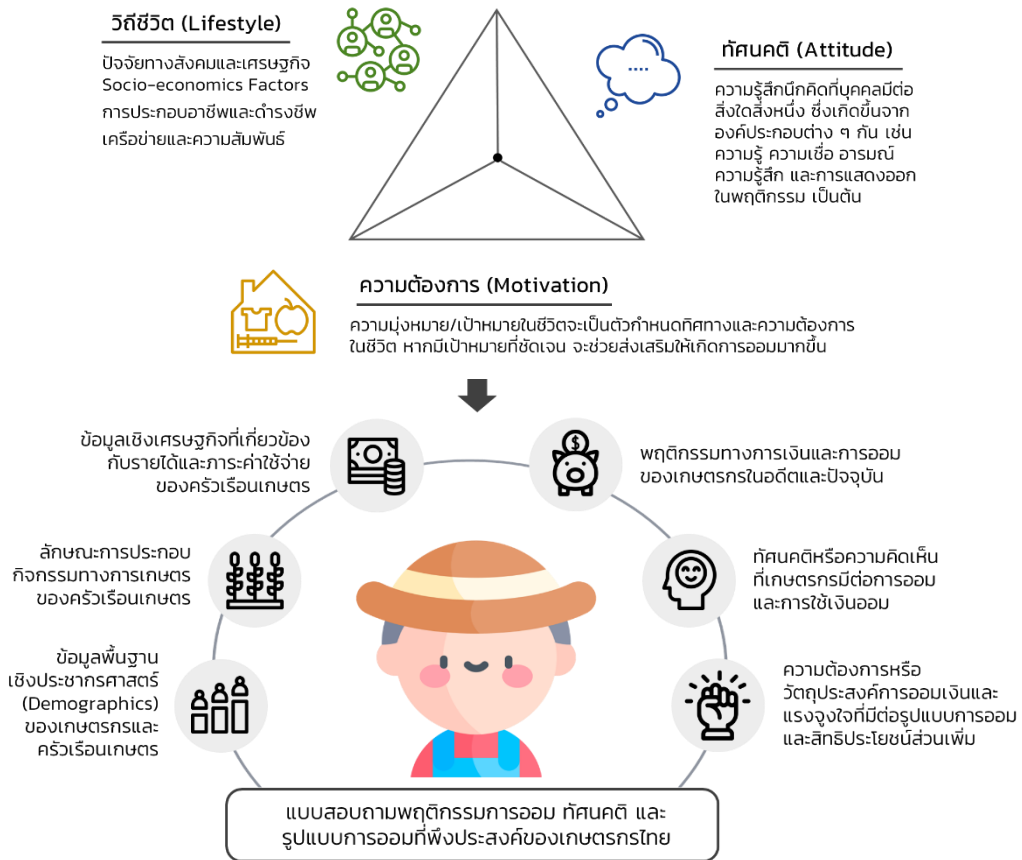 วิถีชีวิต (Lifestyle)
ปัจจัยทางสังคมและเศรษฐกิจ
Socio-economics Factors
การประกอบอาชีพและดำรงชีพ
เครือข่ายและความสัมพันธ์
ทัศนคติ (Attitude)
ความรู้สึกนึกคิดที่บุคคลมีต่อ
สิ่งใดสิ่งหนึ่ง ซึ่งเกิดขึ้นจาก
องค์ประกอบต่าง ๆ กัน เช่น
ความรู้ ความเชื่อ อารมณ์
ความรู้สึก และการแสดงออก
ในพฤติกรรม เป็นต้น
ความต้องการ (Motivation)
ความมุ่งหมาย/เป้าหมายในชีวิตจะเป็นตัวกำหนดทิศทางและความต้องการ
ในชีวิต หากมีเป้าหมายที่ชัดเจน จะช่วยส่งเสริมให้เกิดการออมมากขึ้น
ข้อมูลเชิงเศรษฐกิจที่เกี่ยวข้อง
กับรายได้และภาระค่าใช้จ่าย
ของครัวเรือนเกษตร
พฤติกรรมทางการเงินและการออม
ของเกษตรกรในอดีตและปัจจุบัน
ลักษณะการประกอบ
กิจกรรมทางการเกษตร
ของครัวเรือนเกษตร
ทัศนคติหรือความคิดเห็น
ที่เกษตรกรมีต่อการออม
และการใช้เงินออม
ข้อมูลพื้นฐาน
เชิงประชากรศาสตร์
(Demographics)
ของเกษตรกรและ
ครัวเรือนเกษตร
ความต้องการหรือ
วัตถุประสงค์การออมเงินและ
แรงจูงใจที่มีต่อรูปแบบการออม
และสิทธิประโยชน์ส่วนเพิ่ม
แบบสอบถามพฤติกรรมการออม ทัศนคติ และ
รูปแบบการออมที่พึงประสงค์ของเกษตรกรไทย